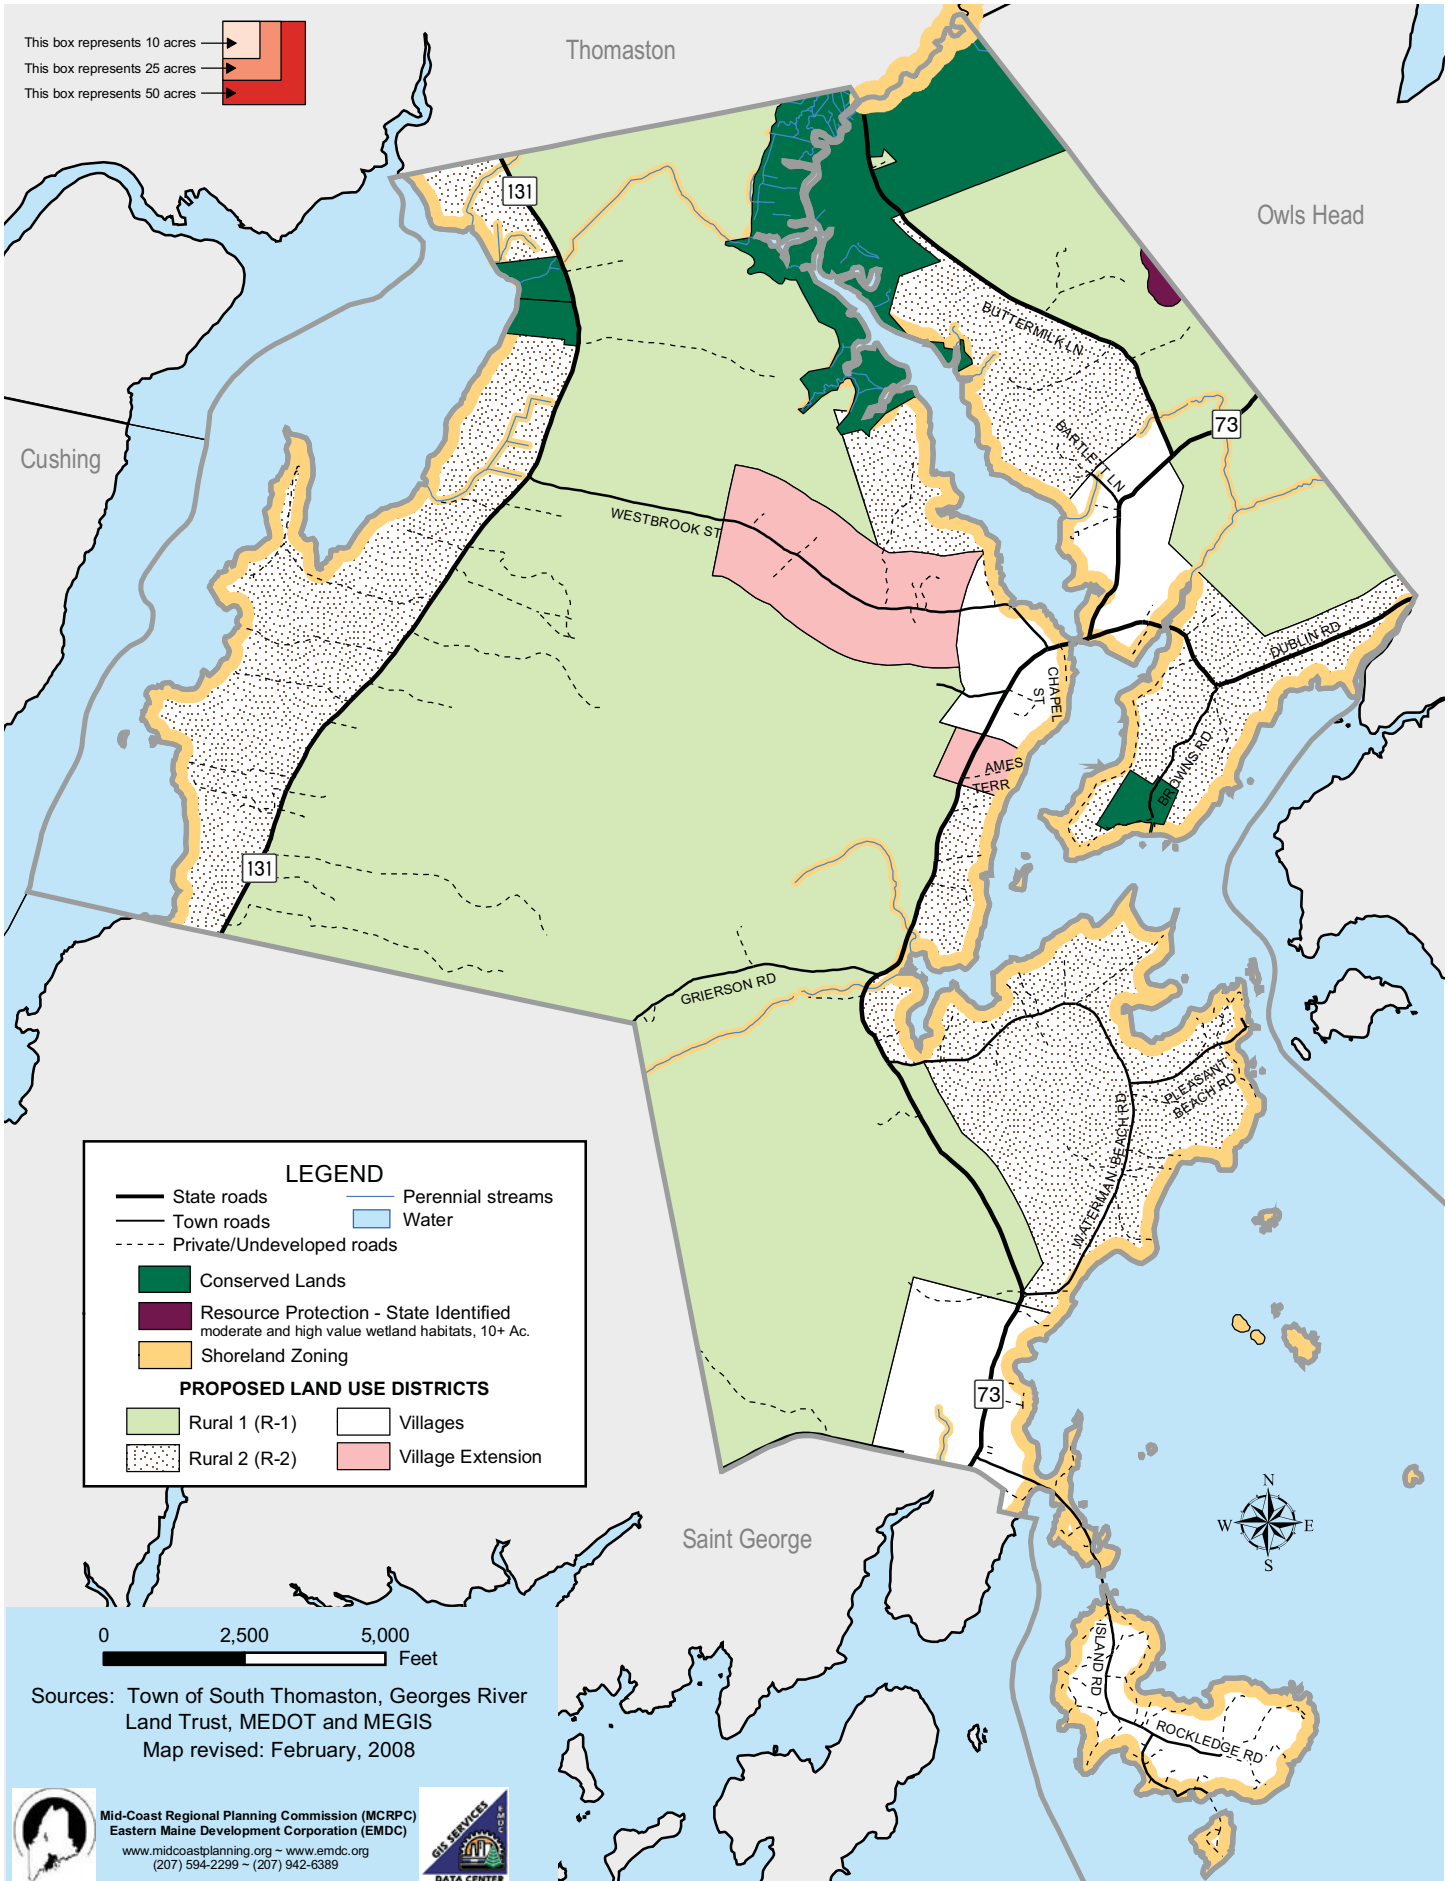 This box represents 10 acres
This box represents 25 acres
This box represents 50 acres
Thomaston
Owls Head
Cushing
Saint George
131
BUTTERMILK LN
73
BARTLETT LN
WESTBROOK ST
DUBLIN RD
CHAPEL
ST
BROWNS RD
AMES
TERR
131
GRIERSON RD
PLEASANT
BEACH RD
WATERMAN BEACH RD
73
ISLAND RD
ROCKLEDGE RD
N
W
E
S
LEGEND
State roads
Perennial streams
Town roads
Water
Private/Undeveloped roads
Conserved Lands
Resource Protection - State Identified
moderate and high value wetland habitats, 10+ Ac.
Shoreland Zoning
PROPOSED LAND USE DISTRICTS
Rural 1 (R-1)
Villages
Rural 2 (R-2)
Village Extension
0 2,500 5,000
Feet
Sources: Town of South Thomaston, Georges River
Land Trust, MEDOT and MEGIS
Map revised: February, 2008
Mid-Coast Regional Planning Commission (MCRPC)
Eastern Maine Development Corporation (EMDC)
www.midcoastplanning.org ~ www.emdc.org
(207) 594-2299 ~ (207) 942-6389
GIS SERVICES
EMDC
DATA CENTER